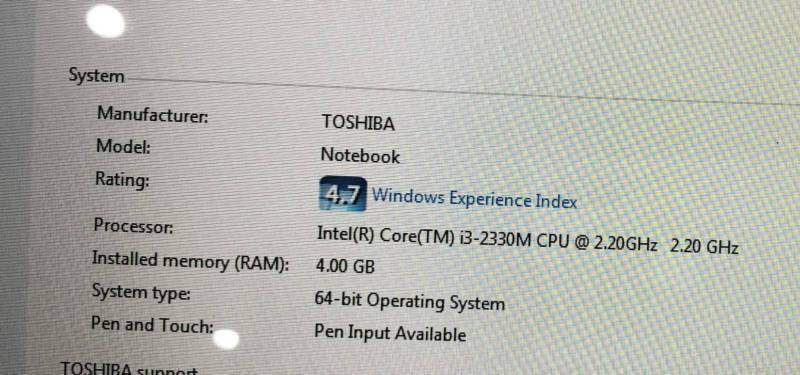 System
Manufacturer: TOSHIBA
Model: Notebook
Rating: 4.7 Windows Experience Index
Processor: Intel(R) Core(TM) i3-2330M CPU @ 2.20GHz 2.20 GHz
Installed memory (RAM): 4.00 GB
System type: 64-bit Operating System
Pen and Touch: Pen Input Available
TOSHIBA support